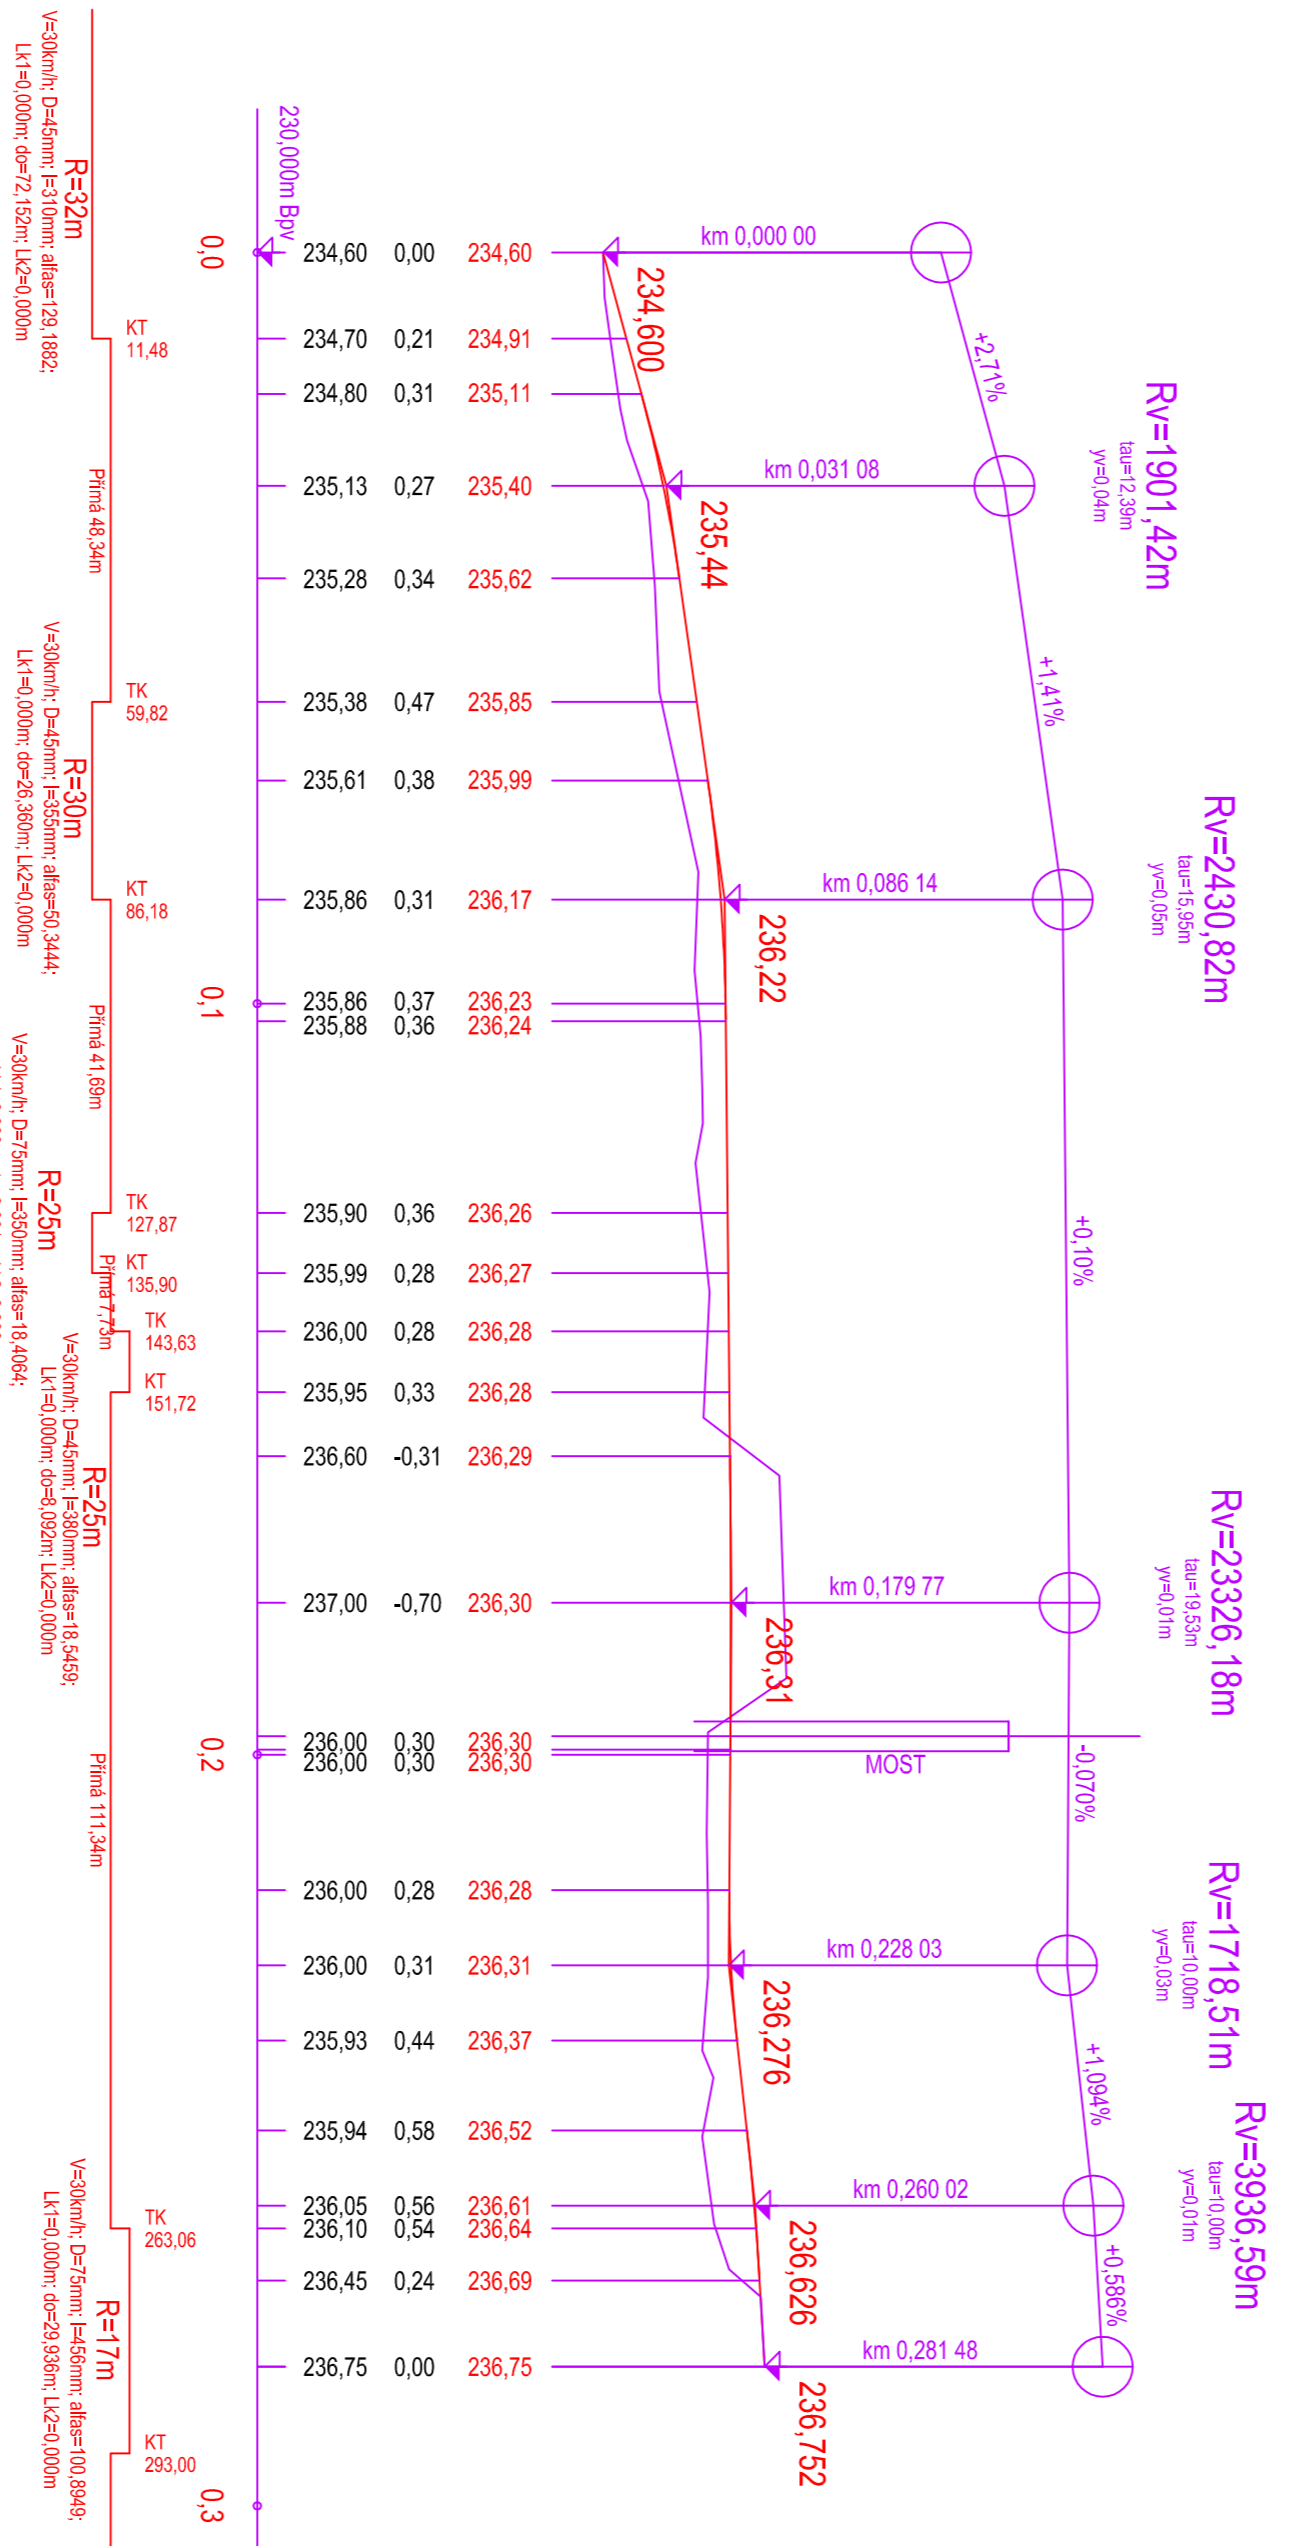 Rv=1901,42m
tau=12,39m
yv=0,04m
Rv=2430,82m
tau=15,95m
yv=0,05m
Rv=23326,18m
tau=19,53m
yv=0,01m
Rv=1718,51m
tau=10,00m
yv=0,03m
Rv=3936,59m
tau=10,00m
yv=0,01m
+2,71%
+1,41%
+0,10%
-0,070%
+1,094%
+0,586%
km 0,000 00
km 0,031 08
km 0,086 14
km 0,179 77
km 0,228 03
km 0,260 02
km 0,281 48
MOST
234,600
235,44
236,22
236,31
236,276
236,626
236,752
230,000m Bpv
234,60 0,00 234,60
234,70 0,21 234,91
234,80 0,31 235,11
235,13 0,27 235,40
235,28 0,34 235,62
235,38 0,47 235,85
235,61 0,38 235,99
235,86 0,31 236,17
235,86 0,37 236,23
235,88 0,36 236,24
235,90 0,36 236,26
235,99 0,28 236,27
236,00 0,28 236,28
235,95 0,33 236,28
236,60 -0,31 236,29
237,00 -0,70 236,30
236,00 0,30 236,30
236,00 0,30 236,30
236,00 0,28 236,28
236,00 0,31 236,31
235,93 0,44 236,37
235,94 0,58 236,52
236,05 0,56 236,61
236,10 0,54 236,64
236,45 0,24 236,69
236,75 0,00 236,75
0,0
0,1
0,2
0,3
KT
11,48
TK
59,82
KT
86,18
TK
127,87
KT
135,90
TK
143,63
KT
151,72
TK
263,06
KT
293,00
Přímá 48,34m
Přímá 41,69m
Přímá 7,73m
Přímá 111,34m
R=32m
V=30km/h; D=45mm; I=310mm; alfas=129,1882;
Lk1=0,000m; do=72,152m; Lk2=0,000m
R=30m
V=30km/h; D=45mm; I=355mm; alfas=50,3444;
Lk1=0,000m; do=26,360m; Lk2=0,000m
R=25m
V=30km/h; D=75mm; I=350mm; alfas=18,4064;
R=25m
V=30km/h; D=45mm; I=380mm; alfas=18,5459;
Lk1=0,000m; do=8,092m; Lk2=0,000m
R=17m
V=30km/h; D=75mm; I=456mm; alfas=100,8949;
Lk1=0,000m; do=29,936m; Lk2=0,000m